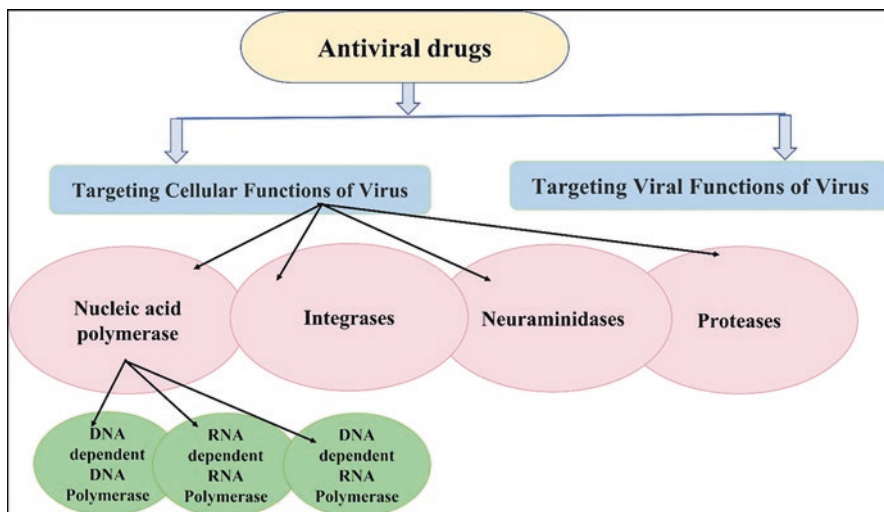 Antiviral drugs
Targeting Cellular Functions of Virus
Targeting Viral Functions of Virus
Nucleic acid
polymerase
Integrases
Neuraminidases
Proteases
DNA
dependent
DNA
Polymerase
RNA
dependent
RNA
Polymerase
DNA
dependent
RNA
Polymerase